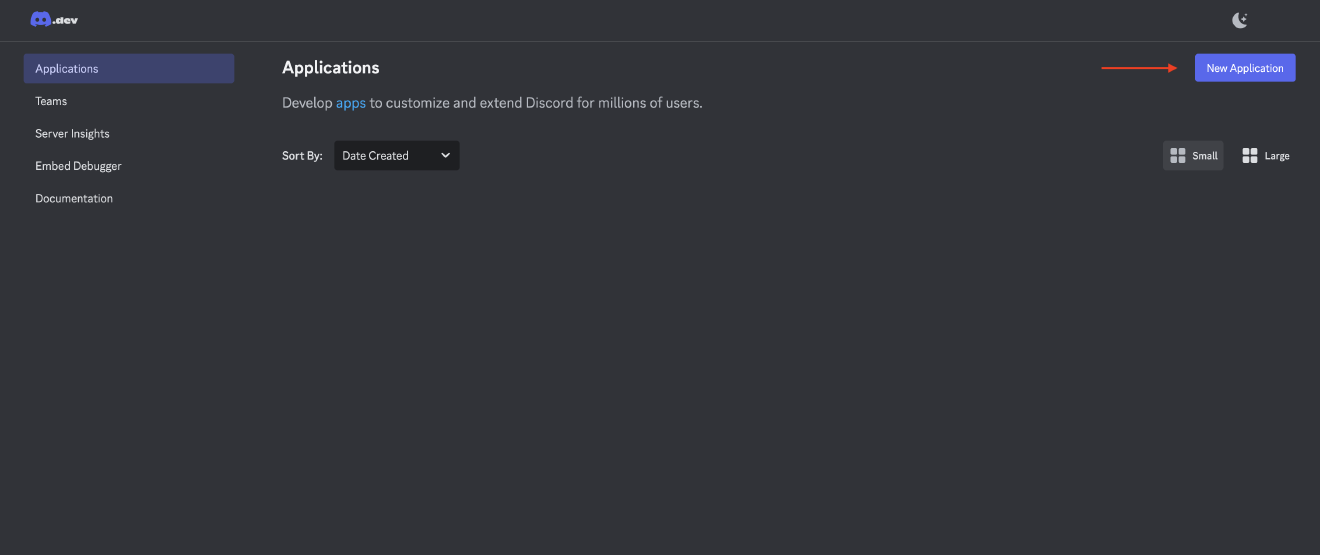 .dev
Applications
Teams
Server Insights
Embed Debugger
Documentation
Applications
New Application
Develop apps to customize and extend Discord for millions of users.
Sort By: Date Created
Small Large